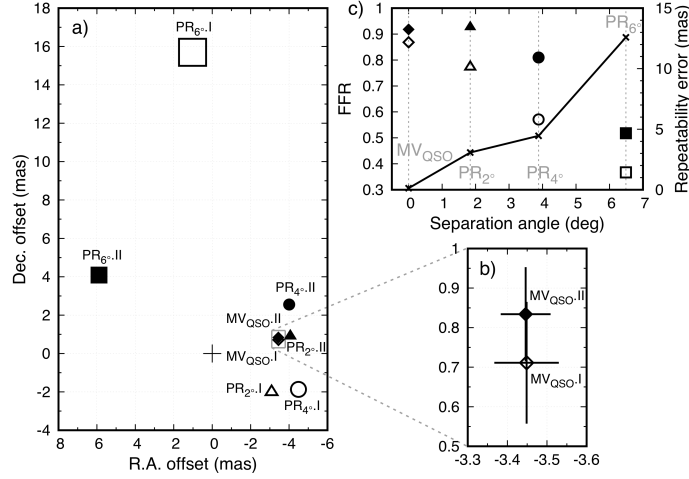 a)
PR6°.I
PR6°.II
PR4°.II
MVQSO.II
PR2°.II
MVQSO.I
PR2°.I
PR4°.I
18
16
14
12
10
8
6
4
2
0
-2
-4
Dec. offset (mas)
8 6 4 2 0 -2 -4 -6
R.A. offset (mas)
c)
PR6°
MVQSO
PR2°
PR4°
1
0.9
0.8
0.7
0.6
0.5
0.4
0.3
FFR
15
10
5
0
Repeatability error (mas)
0 1 2 3 4 5 6 7
Separation angle (deg)
b)
MVQSO.II
MVQSO.I
1
0.9
0.8
0.7
0.6
0.5
-3.3 -3.4 -3.5 -3.6